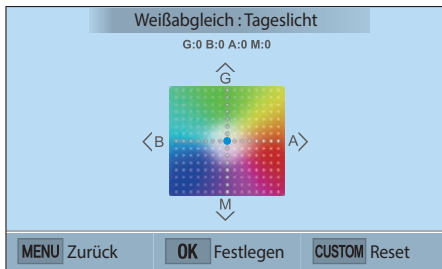 Weißabgleich : Tageslicht
G:0 B:0 A:0 M:0
G
B A
M
MENU Zurück OK Festlegen CUSTOM Reset